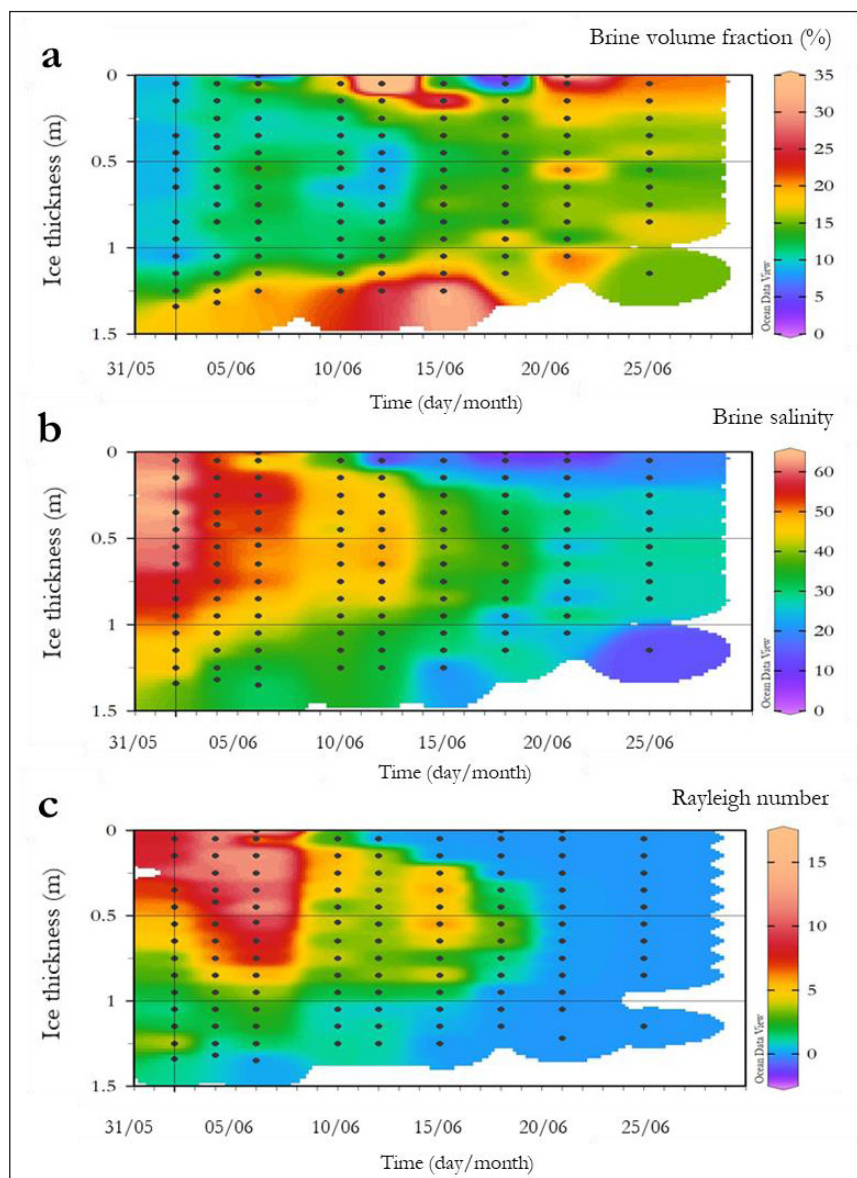 a
Brine volume fraction (%)
Ice thickness (m)
0
0.5
1
1.5
31/05 05/06 10/06 15/06 20/06 25/06
Time (day/month)
35
30
25
20
15
10
5
0
Ocean Data View
b
Brine salinity
Ice thickness (m)
0
0.5
1
1.5
31/05 05/06 10/06 15/06 20/06 25/06
Time (day/month)
60
50
40
30
20
10
0
Ocean Data View
c
Rayleigh number
Ice thickness (m)
0
0.5
1
1.5
31/05 05/06 10/06 15/06 20/06 25/06
Time (day/month)
15
10
5
0
Ocean Data View